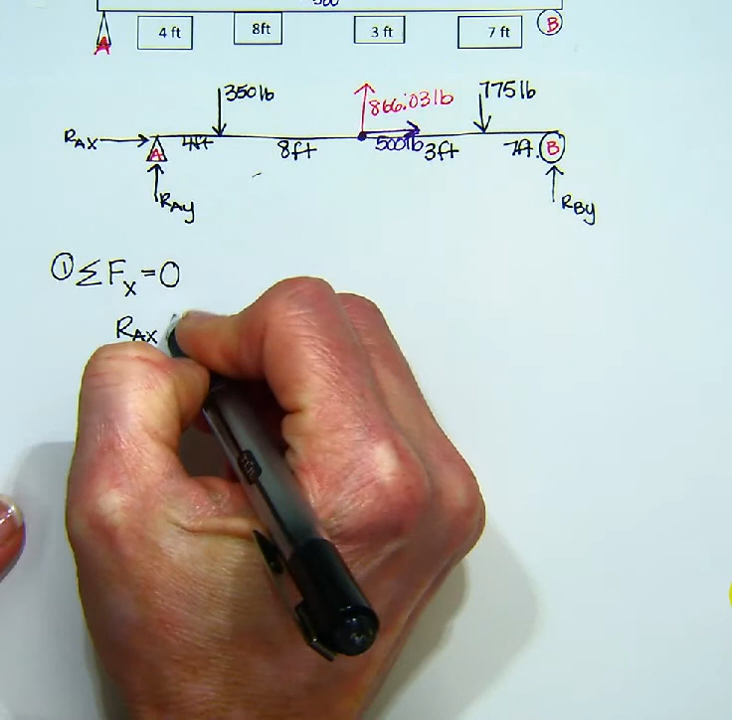 A
4 ft
8ft
3 ft
7 ft
B
350lb
866.03lb
775lb
RAX
A
4ft
8ft
500lb
3ft
7ft.
B
RAY
RBY
① ΣFx=0
RAX